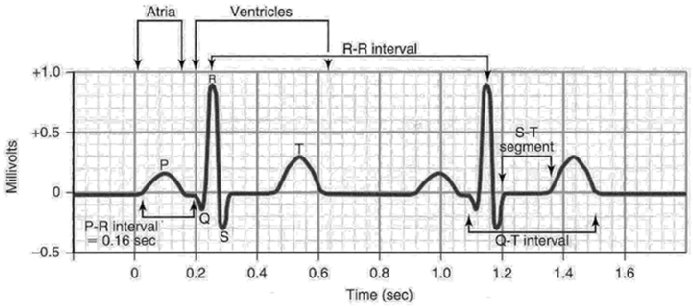 Atria
Ventricles
R-R interval
+1.0
R
+0.5
S-T
segment
P
T
Millivolts
0
P-R interval
= 0.16 sec
Q
S
Q-T interval
−0.5
0 0.2 0.4 0.6 0.8 1.0 1.2 1.4 1.6
Time (sec)